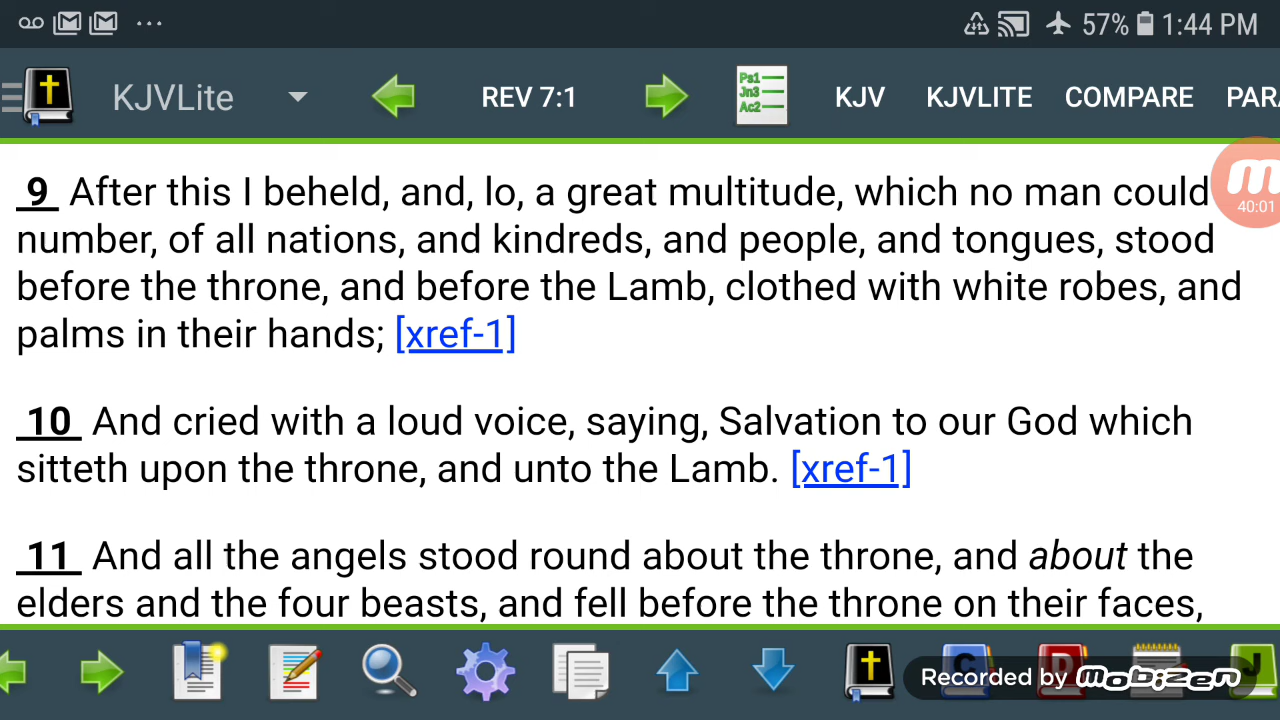 57% 1:44 PM
KJVLite REV 7:1 Ps1 Jn3 Ac2 KJV KJVLITE COMPARE PARA
9 After this I beheld, and, lo, a great multitude, which no man could
number, of all nations, and kindreds, and people, and tongues, stood
before the throne, and before the Lamb, clothed with white robes, and
palms in their hands; [xref-1]
40:01
10 And cried with a loud voice, saying, Salvation to our God which
sitteth upon the throne, and unto the Lamb. [xref-1]
11 And all the angels stood round about the throne, and about the
elders and the four beasts, and fell before the throne on their faces,
C D J
Recorded by mobizen